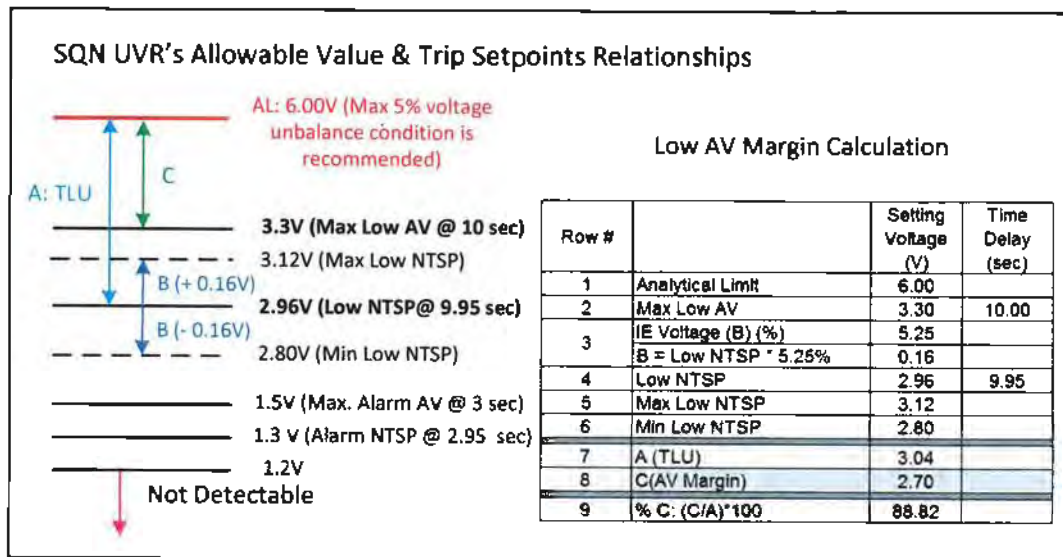 SQN UVR's Allowable Value & Trip Setpoints Relationships
AL: 6.00V (Max 5% voltage
unbalance condition is
recommended)
A: TLU
C
3.3V (Max Low AV @ 10 sec)
3.12V (Max Low NTSP)
B (+ 0.16V)
2.96V (Low NTSP@ 9.95 sec)
B (- 0.16V)
2.80V (Min Low NTSP)
1.5V (Max. Alarm AV @ 3 sec)
1.3 V (Alarm NTSP @ 2.95 sec)
1.2V
Not Detectable
Low AV Margin Calculation
Row # Setting Voltage (V) Time Delay (sec)
1 Analytical Limit 6.00
2 Max Low AV 3.30 10.00
3 IE Voltage (B) (%) 5.25
B = Low NTSP * 5.25% 0.16
4 Low NTSP 2.96 9.95
5 Max Low NTSP 3.12
6 Min Low NTSP 2.80
7 A (TLU) 3.04
8 C(AV Margin) 2.70
9 % C: (C/A)*100 88.82